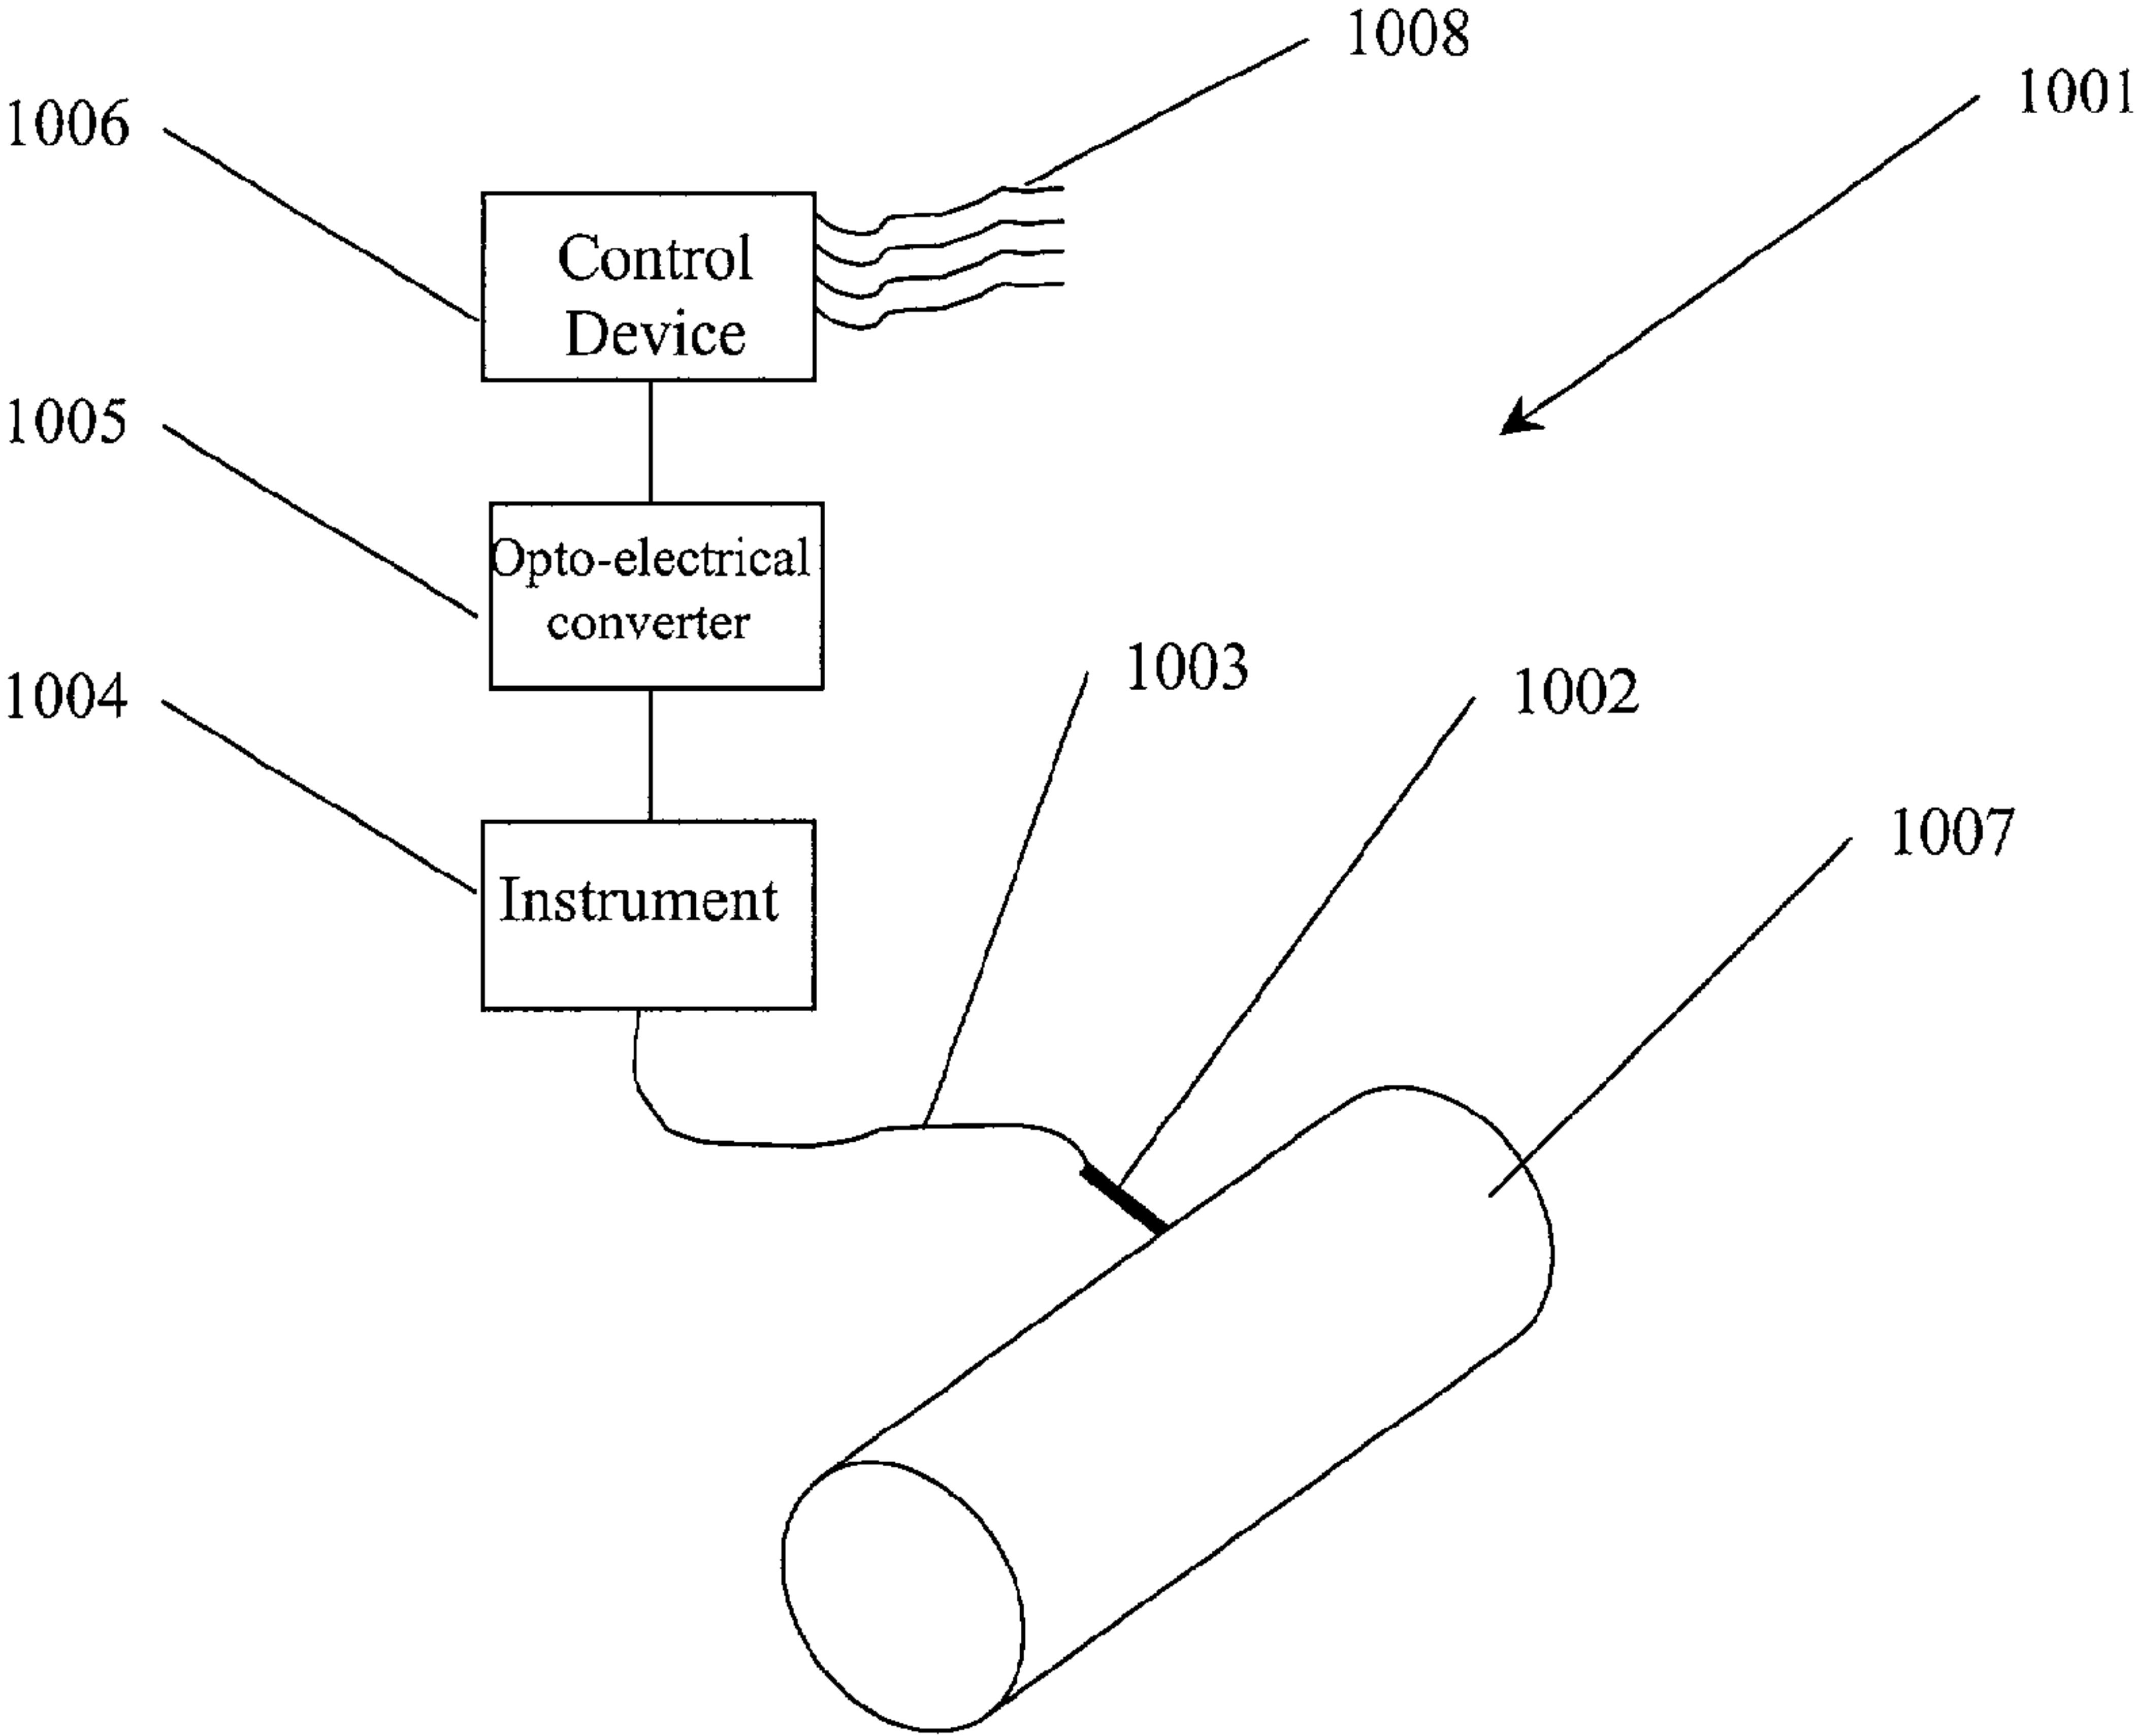 1008
1001
1006
Control
Device
1005
Opto-electrical
converter
1003
1002
1004
1007
Instrument